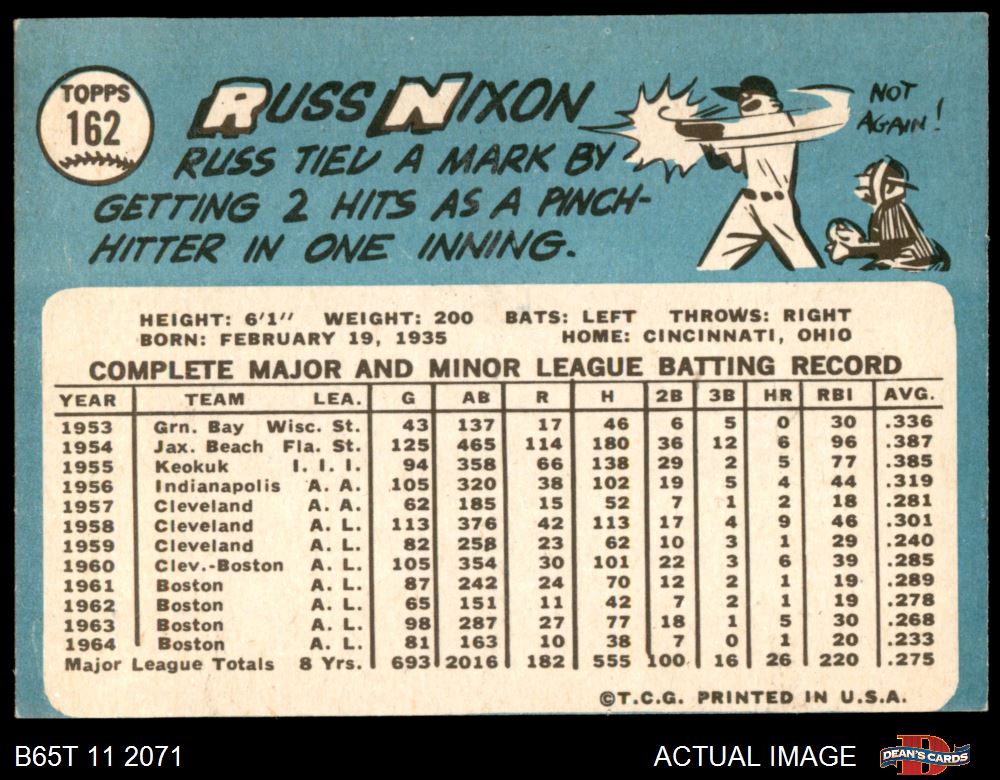 TOPPS
162
RUSS NIXON
RUSS TIED A MARK BY
GETTING 2 HITS AS A PINCH-
HITTER IN ONE INNING.
NOT
AGAIN!
HEIGHT: 6'1" WEIGHT: 200 BATS: LEFT THROWS: RIGHT
BORN: FEBRUARY 19, 1935 HOME: CINCINNATI, OHIO
COMPLETE MAJOR AND MINOR LEAGUE BATTING RECORD
YEAR TEAM LEA. G AB R H 2B 3B HR RBI AVG.
1953 Grn. Bay Wisc. St. 43 137 17 46 6 5 0 30 .336
1954 Jax. Beach Fla. St. 125 465 114 180 36 12 6 96 .387
1955 Keokuk I. I. I. 94 358 66 138 29 2 5 77 .385
1956 Indianapolis A. A. 105 320 38 102 19 5 4 44 .319
1957 Cleveland A. A. 62 185 15 52 7 1 2 18 .281
1958 Cleveland A. L. 113 376 42 113 17 4 9 46 .301
1959 Cleveland A. L. 82 258 23 62 10 3 1 29 .240
1960 Clev.-Boston A. L. 105 354 30 101 22 3 6 39 .285
1961 Boston A. L. 87 242 24 70 12 2 1 19 .289
1962 Boston A. L. 65 151 11 42 7 2 1 19 .278
1963 Boston A. L. 98 287 27 77 18 1 5 30 .268
1964 Boston A. L. 81 163 10 38 7 0 1 20 .233
Major League Totals 8 Yrs. 693 2016 182 555 100 16 26 220 .275
©T.C.G. PRINTED IN U.S.A.
B65T 11 2071 ACTUAL IMAGE DEAN'S CARDS